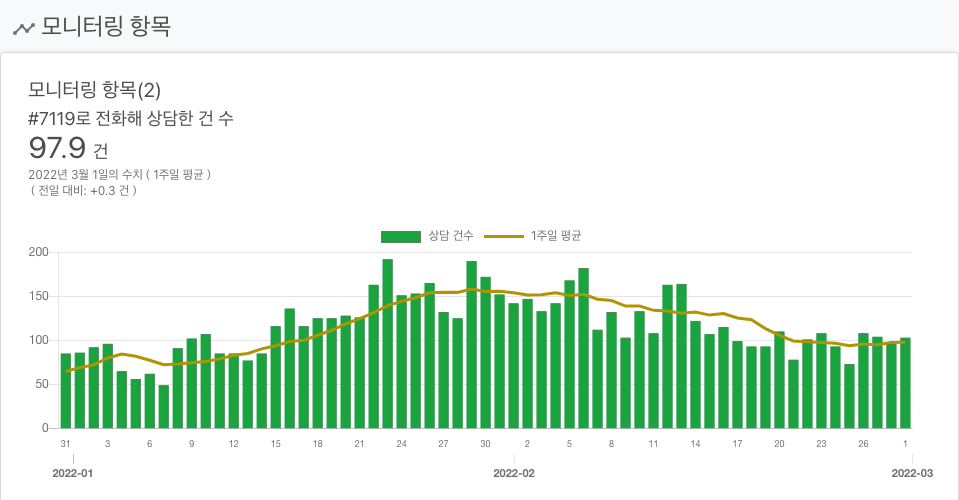 모니터링 항목
모니터링 항목(2)
#7119로 전화해 상담한 건 수
97.9 건
2022년 3월 1일의 수치 ( 1주일 평균 )
( 전일 대비: +0.3 건 )
상담 건수 1주일 평균
200
150
100
50
0
31 3 6 9 12 15 18 21 24 27 30 2 5 8 11 14 17 20 23 26 1
2022-01 2022-02 2022-03